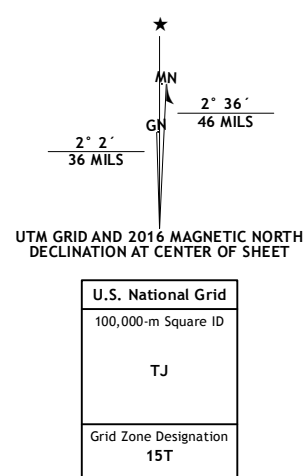 ★
MN
2° 36´
46 MILS
GN
2° 2´
36 MILS
UTM GRID AND 2016 MAGNETIC NORTH
DECLINATION AT CENTER OF SHEET
U.S. National Grid
100,000-m Square ID
TJ
Grid Zone Designation
15T